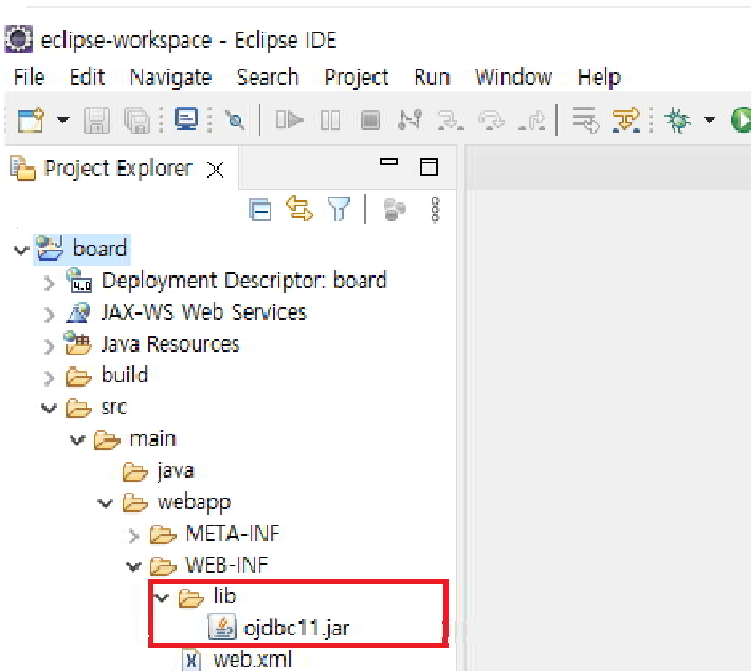 eclipse-workspace - Eclipse IDE
File Edit Navigate Search Project Run Window Help
Project Explorer
board
4.0
Deployment Descriptor: board
JAX-WS Web Services
Java Resources
build
src
main
java
webapp
META-INF
WEB-INF
lib
ojdbc11.jar
X
web.xml